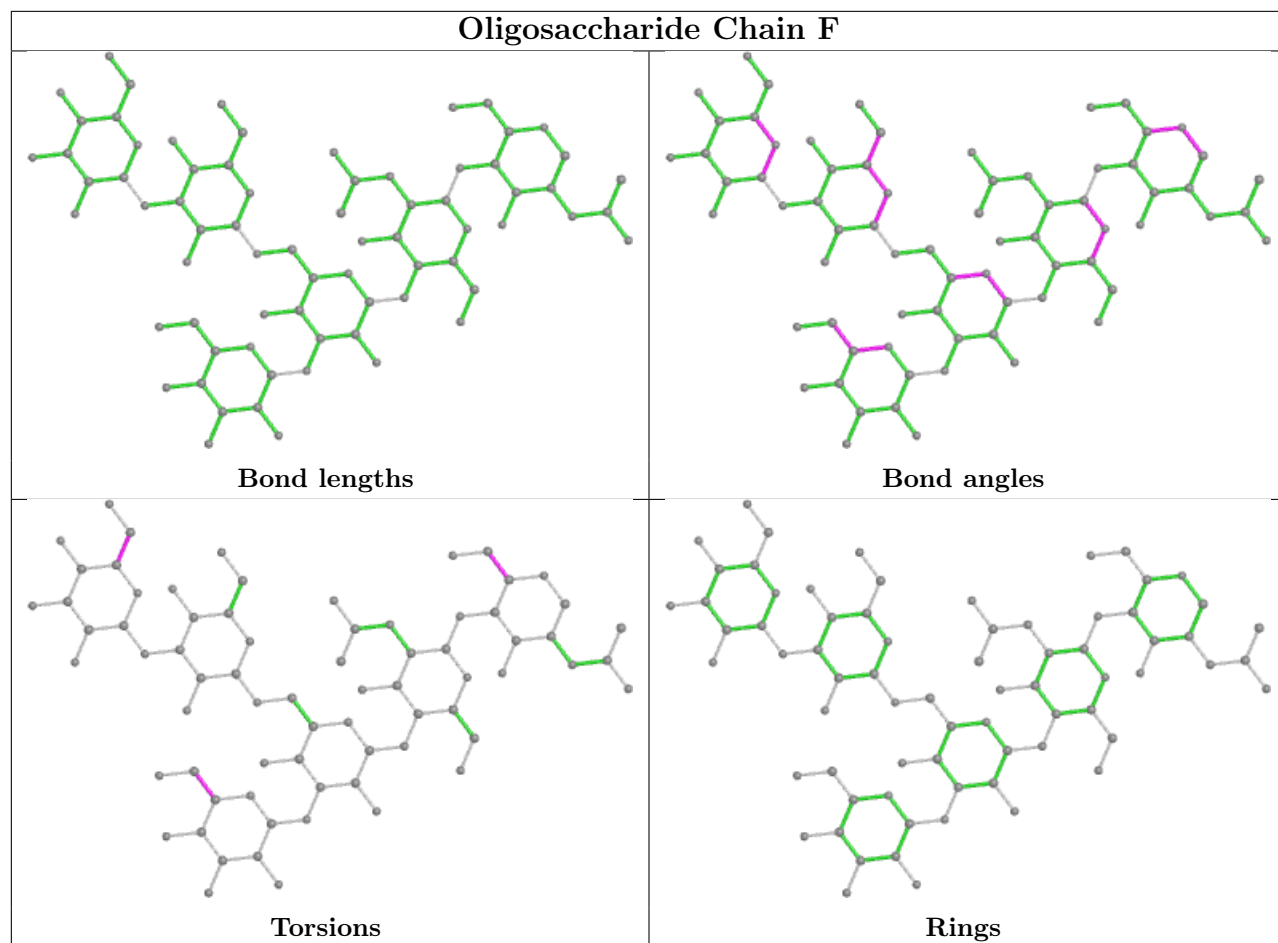 Oligosaccharide Chain F
Bond lengths
Bond angles
Torsions
Rings